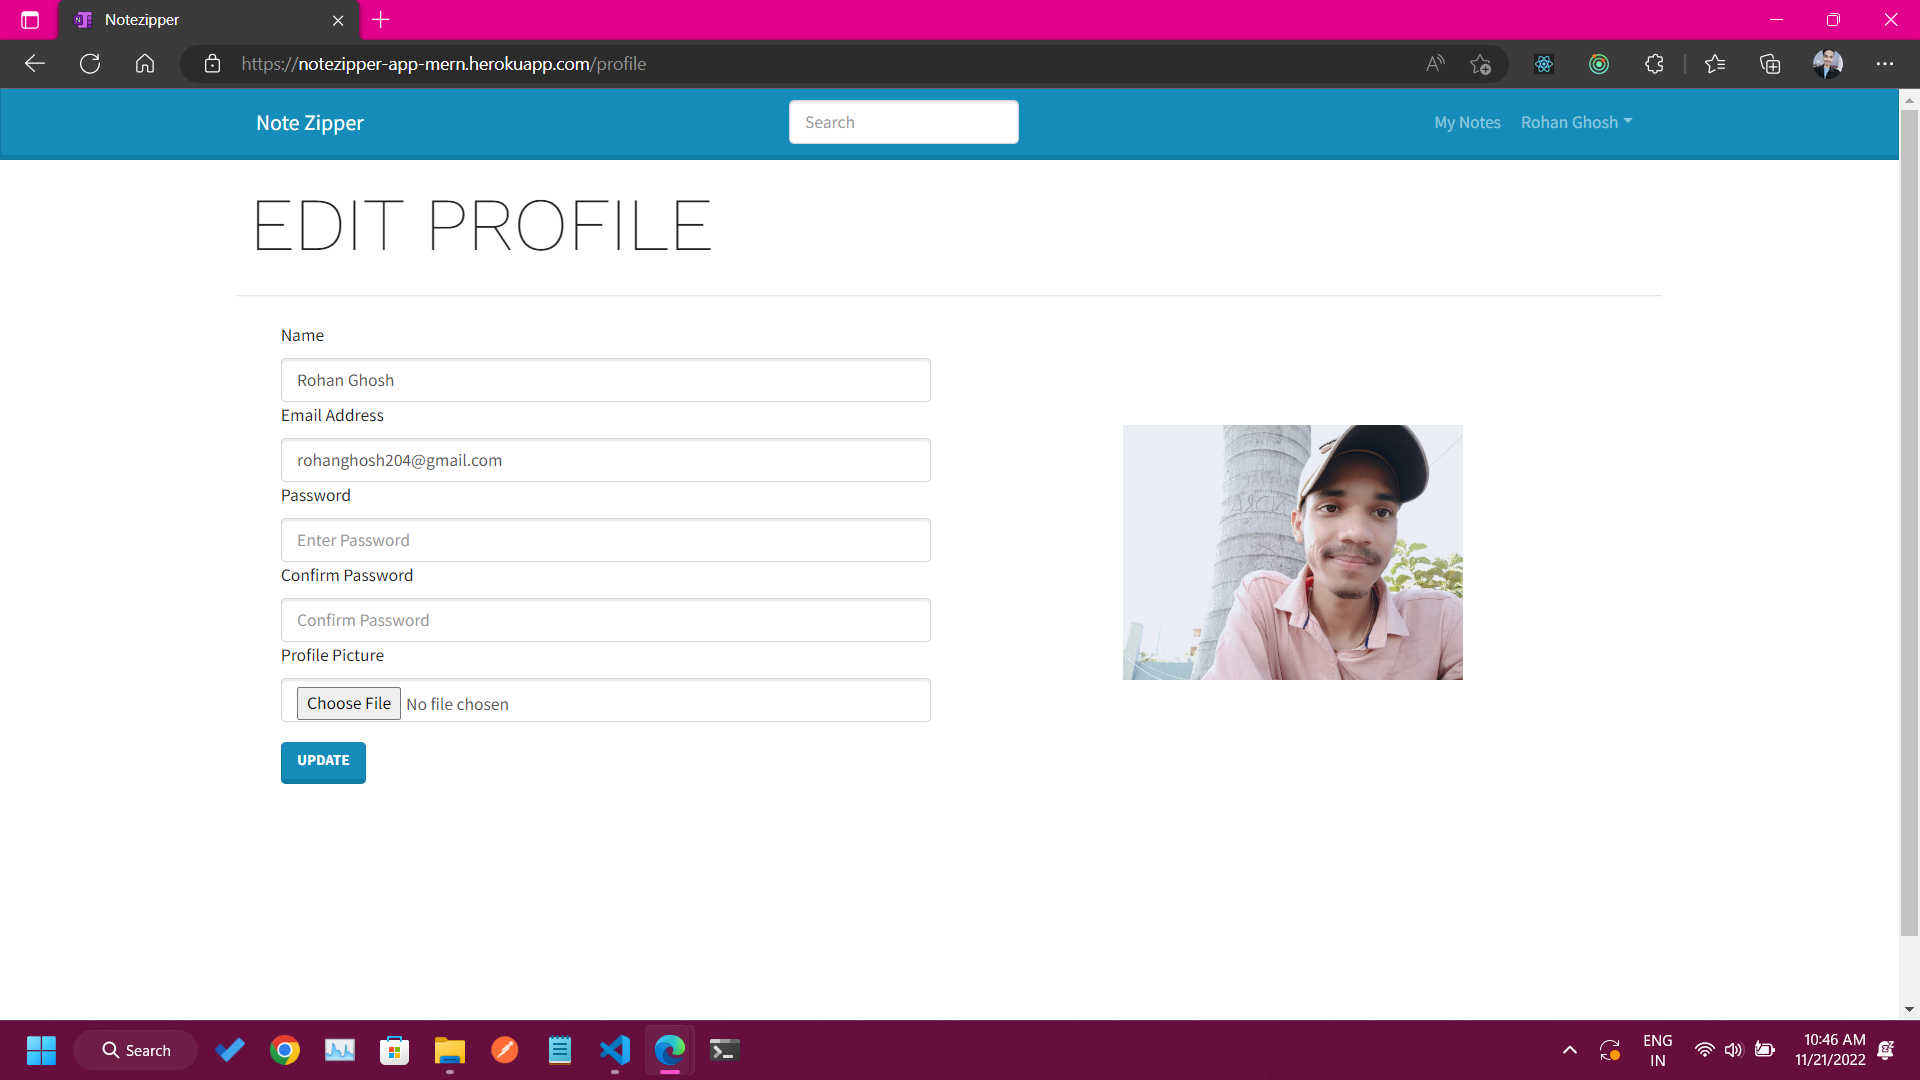 Notezipper
https://notezipper-app-mern.herokuapp.com/profile
Note Zipper
Search
My Notes
Rohan Ghosh
EDIT PROFILE
Name
Rohan Ghosh
Email Address
rohanghosh204@gmail.com
Password
Enter Password
Confirm Password
Confirm Password
Profile Picture
Choose File No file chosen
UPDATE
Search
ENG
IN
10:46 AM
11/21/2022